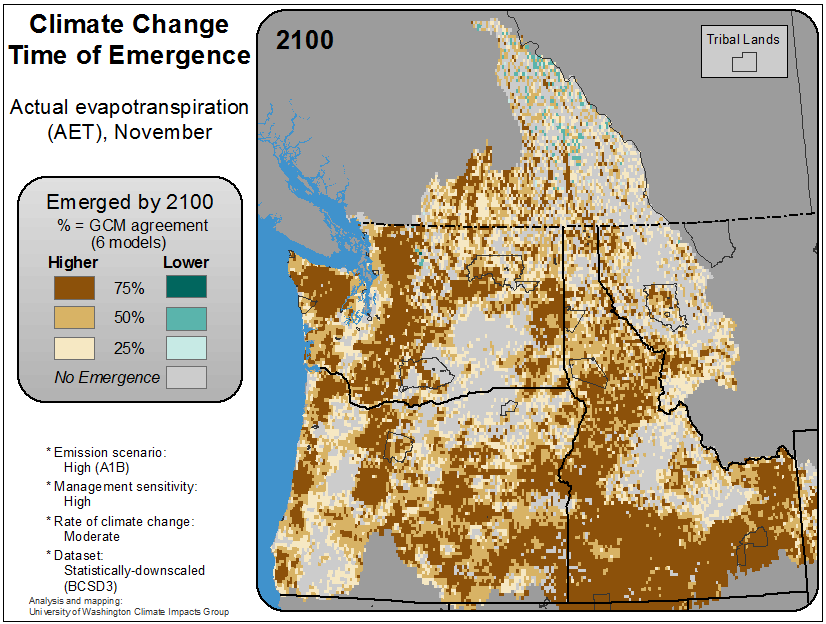 Climate Change
Time of Emergence
Actual evapotranspiration
(AET), November
Emerged by 2100
% = GCM agreement
(6 models)
Higher Lower
75%
50%
25%
No Emergence
* Emission scenario:
High (A1B)
* Management sensitivity:
High
* Rate of climate change:
Moderate
* Dataset:
Statistically-downscaled
(BCSD3)
Analysis and mapping:
University of Washington Climate Impacts Group
2100
Tribal Lands